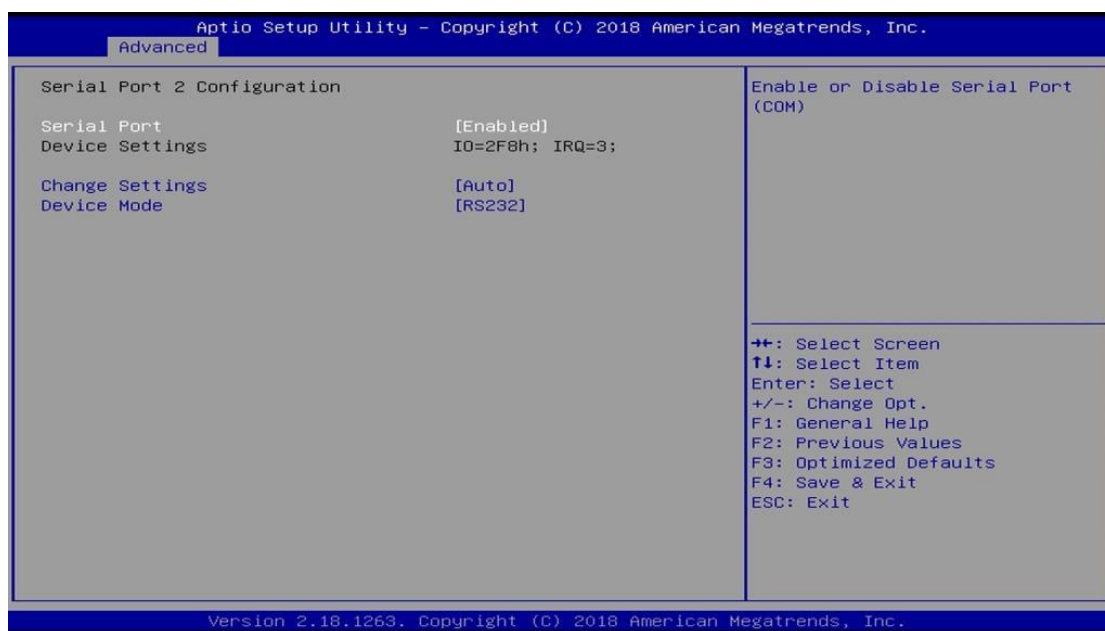 Aptio Setup Utility – Copyright (C) 2018 American Megatrends, Inc.
Advanced
Serial Port 2 Configuration
Serial Port [Enabled]
Device Settings IO=2F8h; IRQ=3;
Change Settings [Auto]
Device Mode [RS232]
Enable or Disable Serial Port
(COM)
→←: Select Screen
↑↓: Select Item
Enter: Select
+/-: Change Opt.
F1: General Help
F2: Previous Values
F3: Optimized Defaults
F4: Save & Exit
ESC: Exit
Version 2.18.1263. Copyright (C) 2018 American Megatrends, Inc.